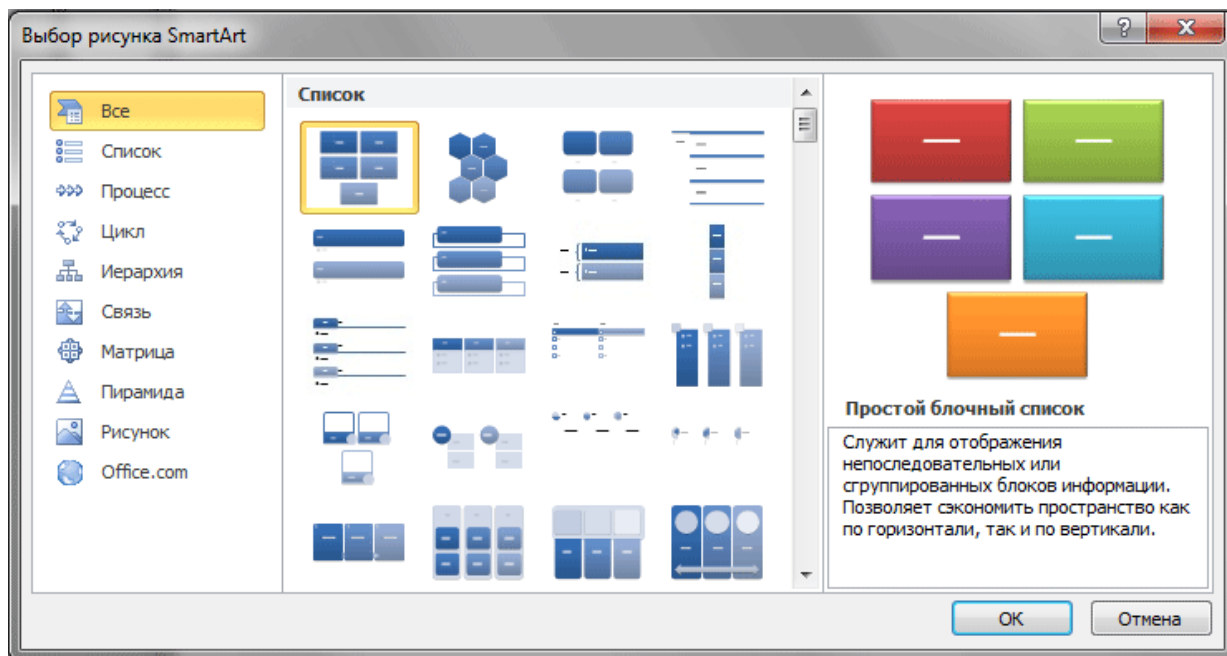 Выбор рисунка SmartArt
Все
Список
Процесс
Цикл
Иерархия
Связь
Матрица
Пирамида
Рисунок
Office.com
Список
Простой блочный список
Служит для отображения
непоследовательных или
сгруппированных блоков информации.
Позволяет сэкономить пространство как
по горизонтали, так и по вертикали.
ОК
Отмена